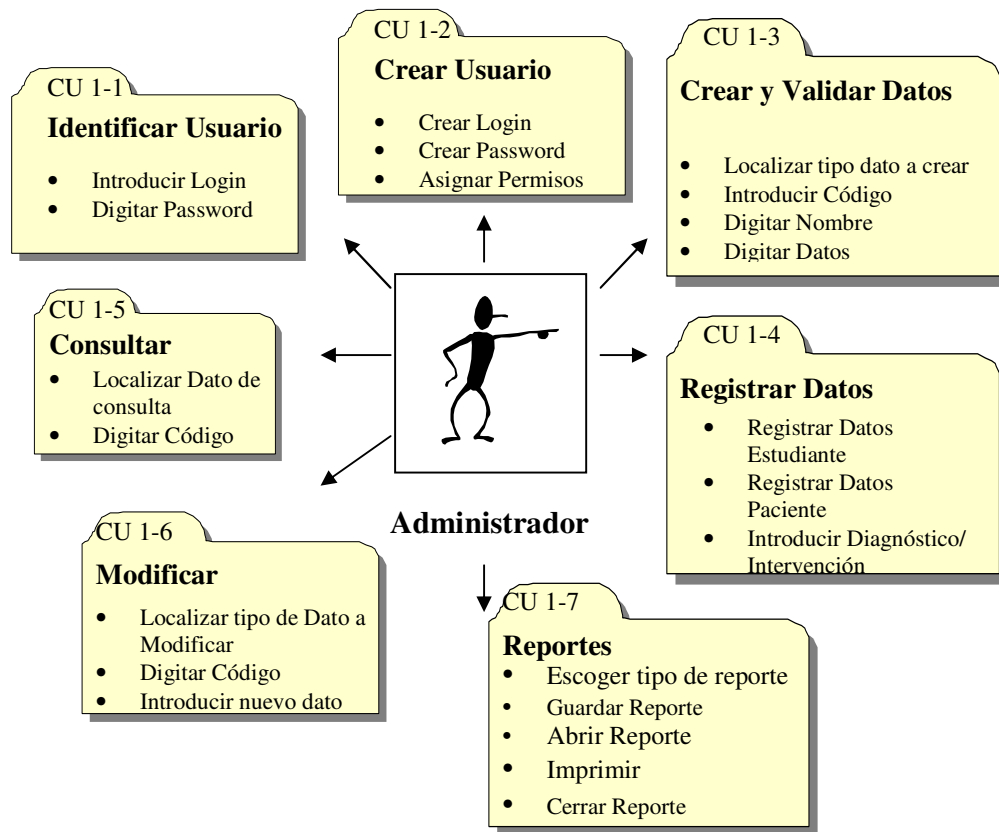 CU 1-1
Identificar Usuario
• Introducir Login
• Digitar Password
CU 1-2
Crear Usuario
• Crear Login
• Crear Password
• Asignar Permisos
CU 1-3
Crear y Validar Datos
• Localizar tipo dato a crear
• Introducir Código
• Digitar Nombre
• Digitar Datos
CU 1-5
Consultar
• Localizar Dato de
consulta
• Digitar Código
CU 1-4
Registrar Datos
• Registrar Datos
Estudiante
• Registrar Datos
Paciente
• Introducir Diagnóstico/
Intervención
Administrador
CU 1-6
Modificar
• Localizar tipo de Dato a
Modificar
• Digitar Código
• Introducir nuevo dato
CU 1-7
Reportes
• Escoger tipo de reporte
• Guardar Reporte
• Abrir Reporte
• Imprimir
• Cerrar Reporte